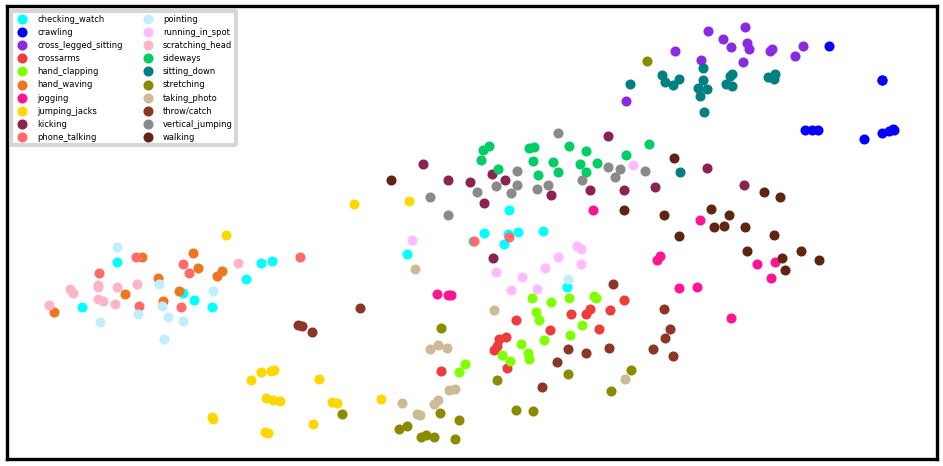 checking_watch
crawling
cross_legged_sitting
crossarms
hand_clapping
hand_waving
jogging
jumping_jacks
kicking
phone_talking
pointing
running_in_spot
scratching_head
sideways
sitting_down
stretching
taking_photo
throw/catch
vertical_jumping
walking